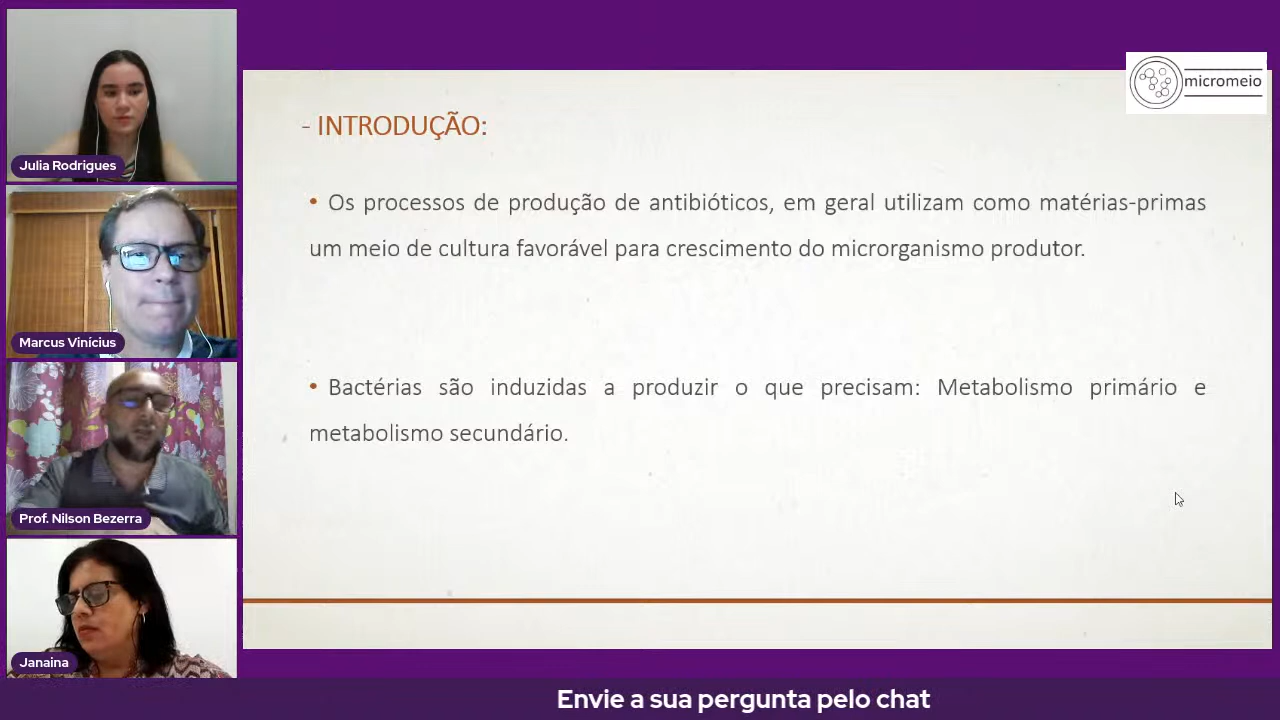 micromeio
- INTRODUÇÃO:
• Os processos de produção de antibióticos, em geral utilizam como matérias-primas
um meio de cultura favorável para crescimento do microrganismo produtor.
• Bactérias são induzidas a produzir o que precisam: Metabolismo primário e
metabolismo secundário.
Julia Rodrigues
Marcus Vinícius
Prof. Nilson Bezerra
Janaina
Envie a sua pergunta pelo chat